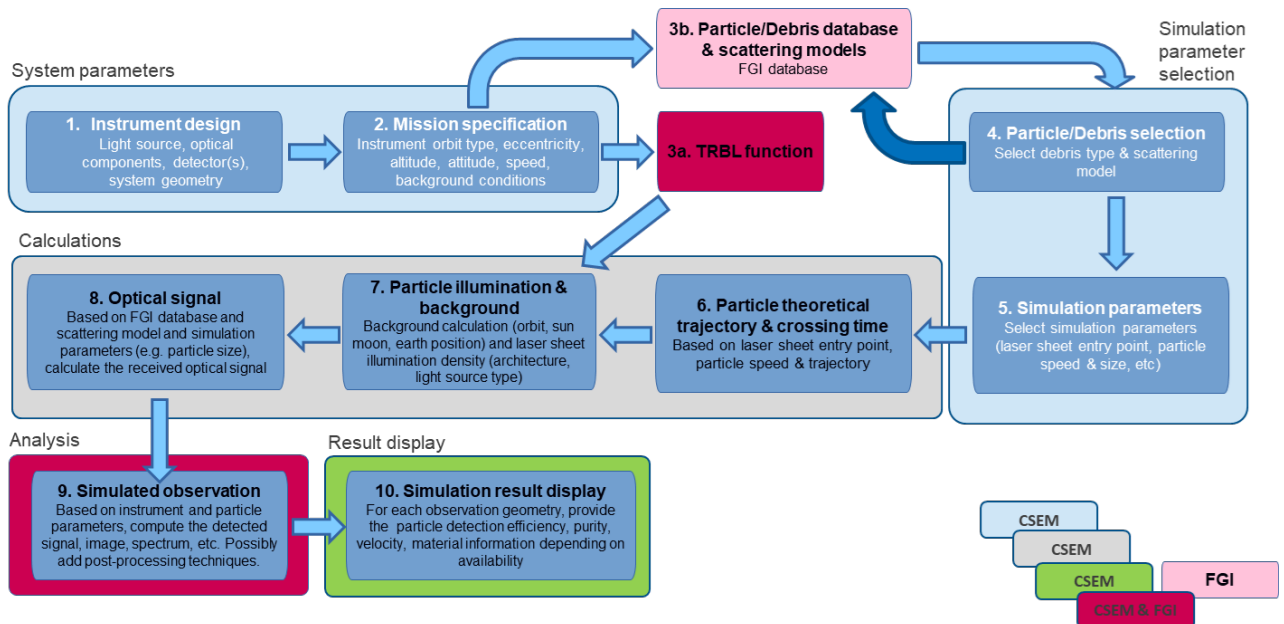 3b. Particle/Debris database
& scattering models
FGI database
Simulation
parameter
selection
System parameters
1. Instrument design
Light source, optical
components, detector(s),
system geometry
2. Mission specification
Instrument orbit type, eccentricity,
altitude, attitude, speed,
background conditions
3a. TRBL function
4. Particle/Debris selection
Select debris type & scattering
model
Calculations
8. Optical signal
Based on FGI database and
scattering model and simulation
parameters (e.g. particle size),
calculate the received optical signal
7. Particle illumination &
background
Background calculation (orbit, sun
moon, earth position) and laser sheet
illumination density (architecture,
light source type)
6. Particle theoretical
trajectory & crossing time
Based on laser sheet entry point,
particle speed & trajectory
5. Simulation parameters
Select simulation parameters
(laser sheet entry point, particle
speed & size, etc)
Analysis
9. Simulated observation
Based on instrument and particle
parameters, compute the detected
signal, image, spectrum, etc. Possibly
add post-processing techniques.
Result display
10. Simulation result display
For each observation geometry, provide
the particle detection efficiency, purity,
velocity, material information depending on
availability
CSEM
CSEM
CSEM
FGI
CSEM & FGI